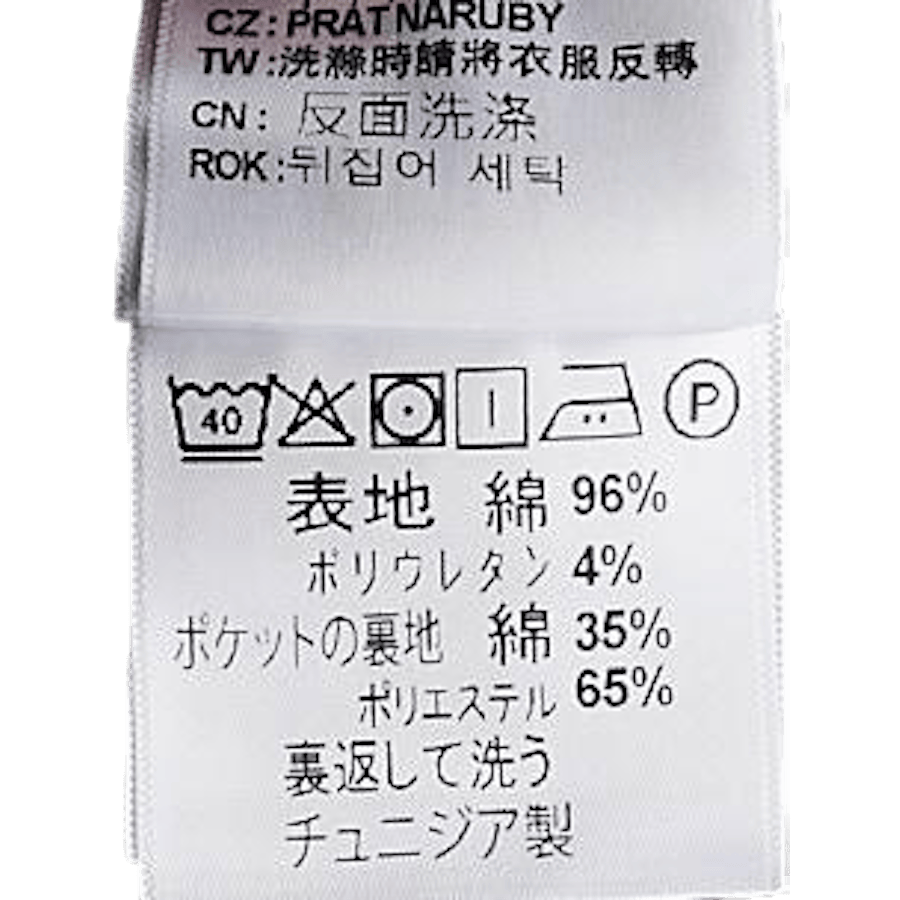 CZ: PRÁT NARUBY
TW:洗滌時請將衣服反轉
CN: 反面洗涤
ROK:뒤집어 세탁
40 P
表地 綿 96%
ポリウレタン 4%
ポケットの裏地 綿 35%
ポリエステル 65%
裏返して洗う
チュニジア製